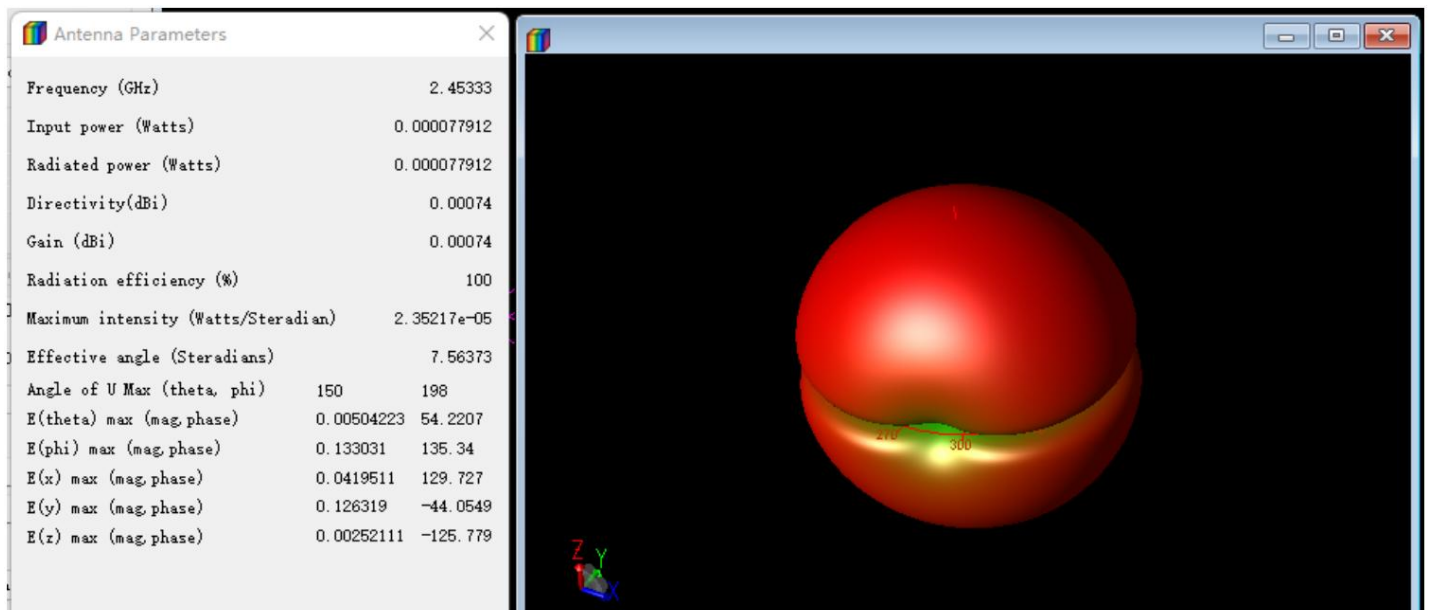 Antenna Parameters
Frequency (GHz) 2.45333
Input power (Watts) 0.000077912
Radiated power (Watts) 0.000077912
Directivity(dBi) 0.00074
Gain (dBi) 0.00074
Radiation efficiency (%) 100
Maximum intensity (Watts/Steradian) 2.35217e-05
Effective angle (Steradians) 7.56373
Angle of U Max (theta, phi) 150 198
E(theta) max (mag,phase) 0.00504223 54.2207
E(phi) max (mag,phase) 0.133031 135.34
E(x) max (mag,phase) 0.0419511 129.727
E(y) max (mag,phase) 0.126319 -44.0549
E(z) max (mag,phase) 0.00252111 -125.779
270
300
Z
Y
X